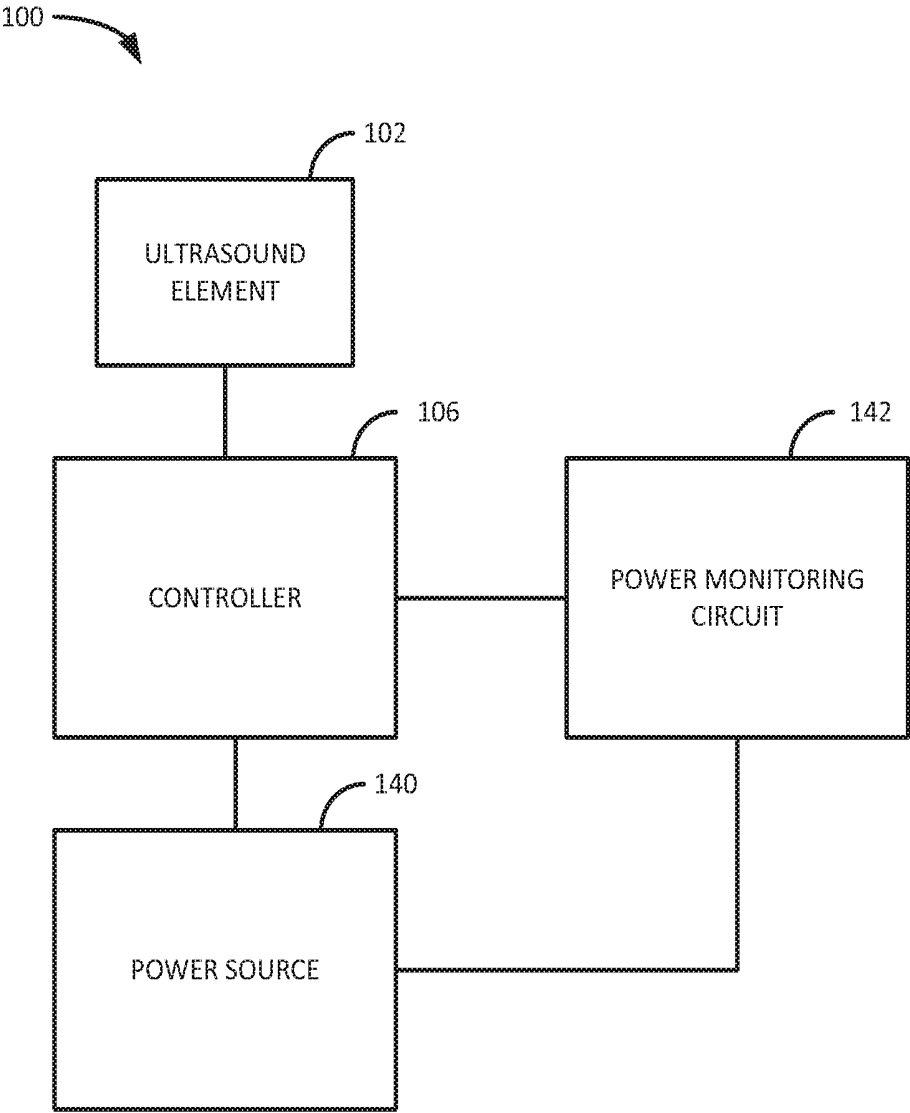 100
102
ULTRASOUND
ELEMENT
106
142
CONTROLLER
POWER MONITORING
CIRCUIT
140
POWER SOURCE